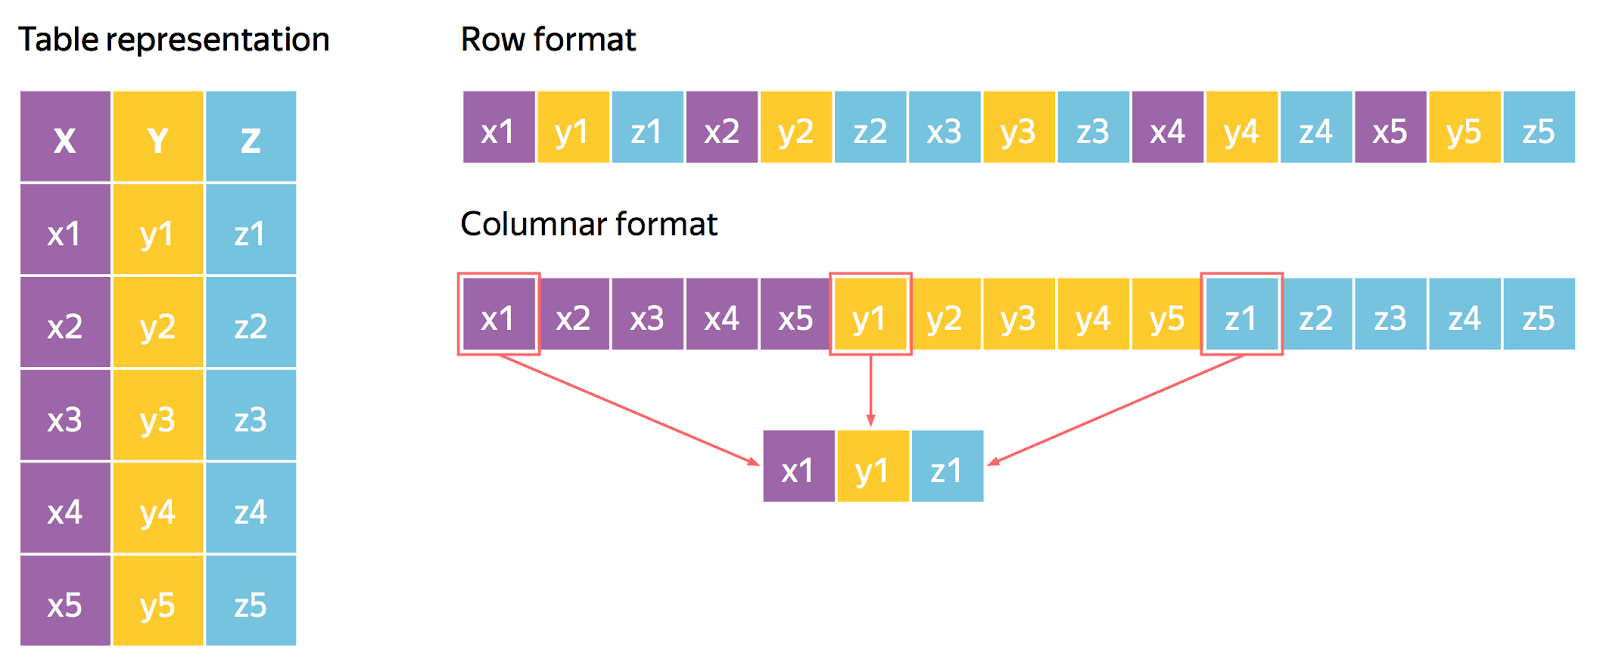 Table representation
X Y Z
x1 y1 z1
x2 y2 z2
x3 y3 z3
x4 y4 z4
x5 y5 z5
Row format
x1 y1 z1 x2 y2 z2 x3 y3 z3 x4 y4 z4 x5 y5 z5
Columnar format
x1 x2 x3 x4 x5 y1 y2 y3 y4 y5 z1 z2 z3 z4 z5
x1 y1 z1